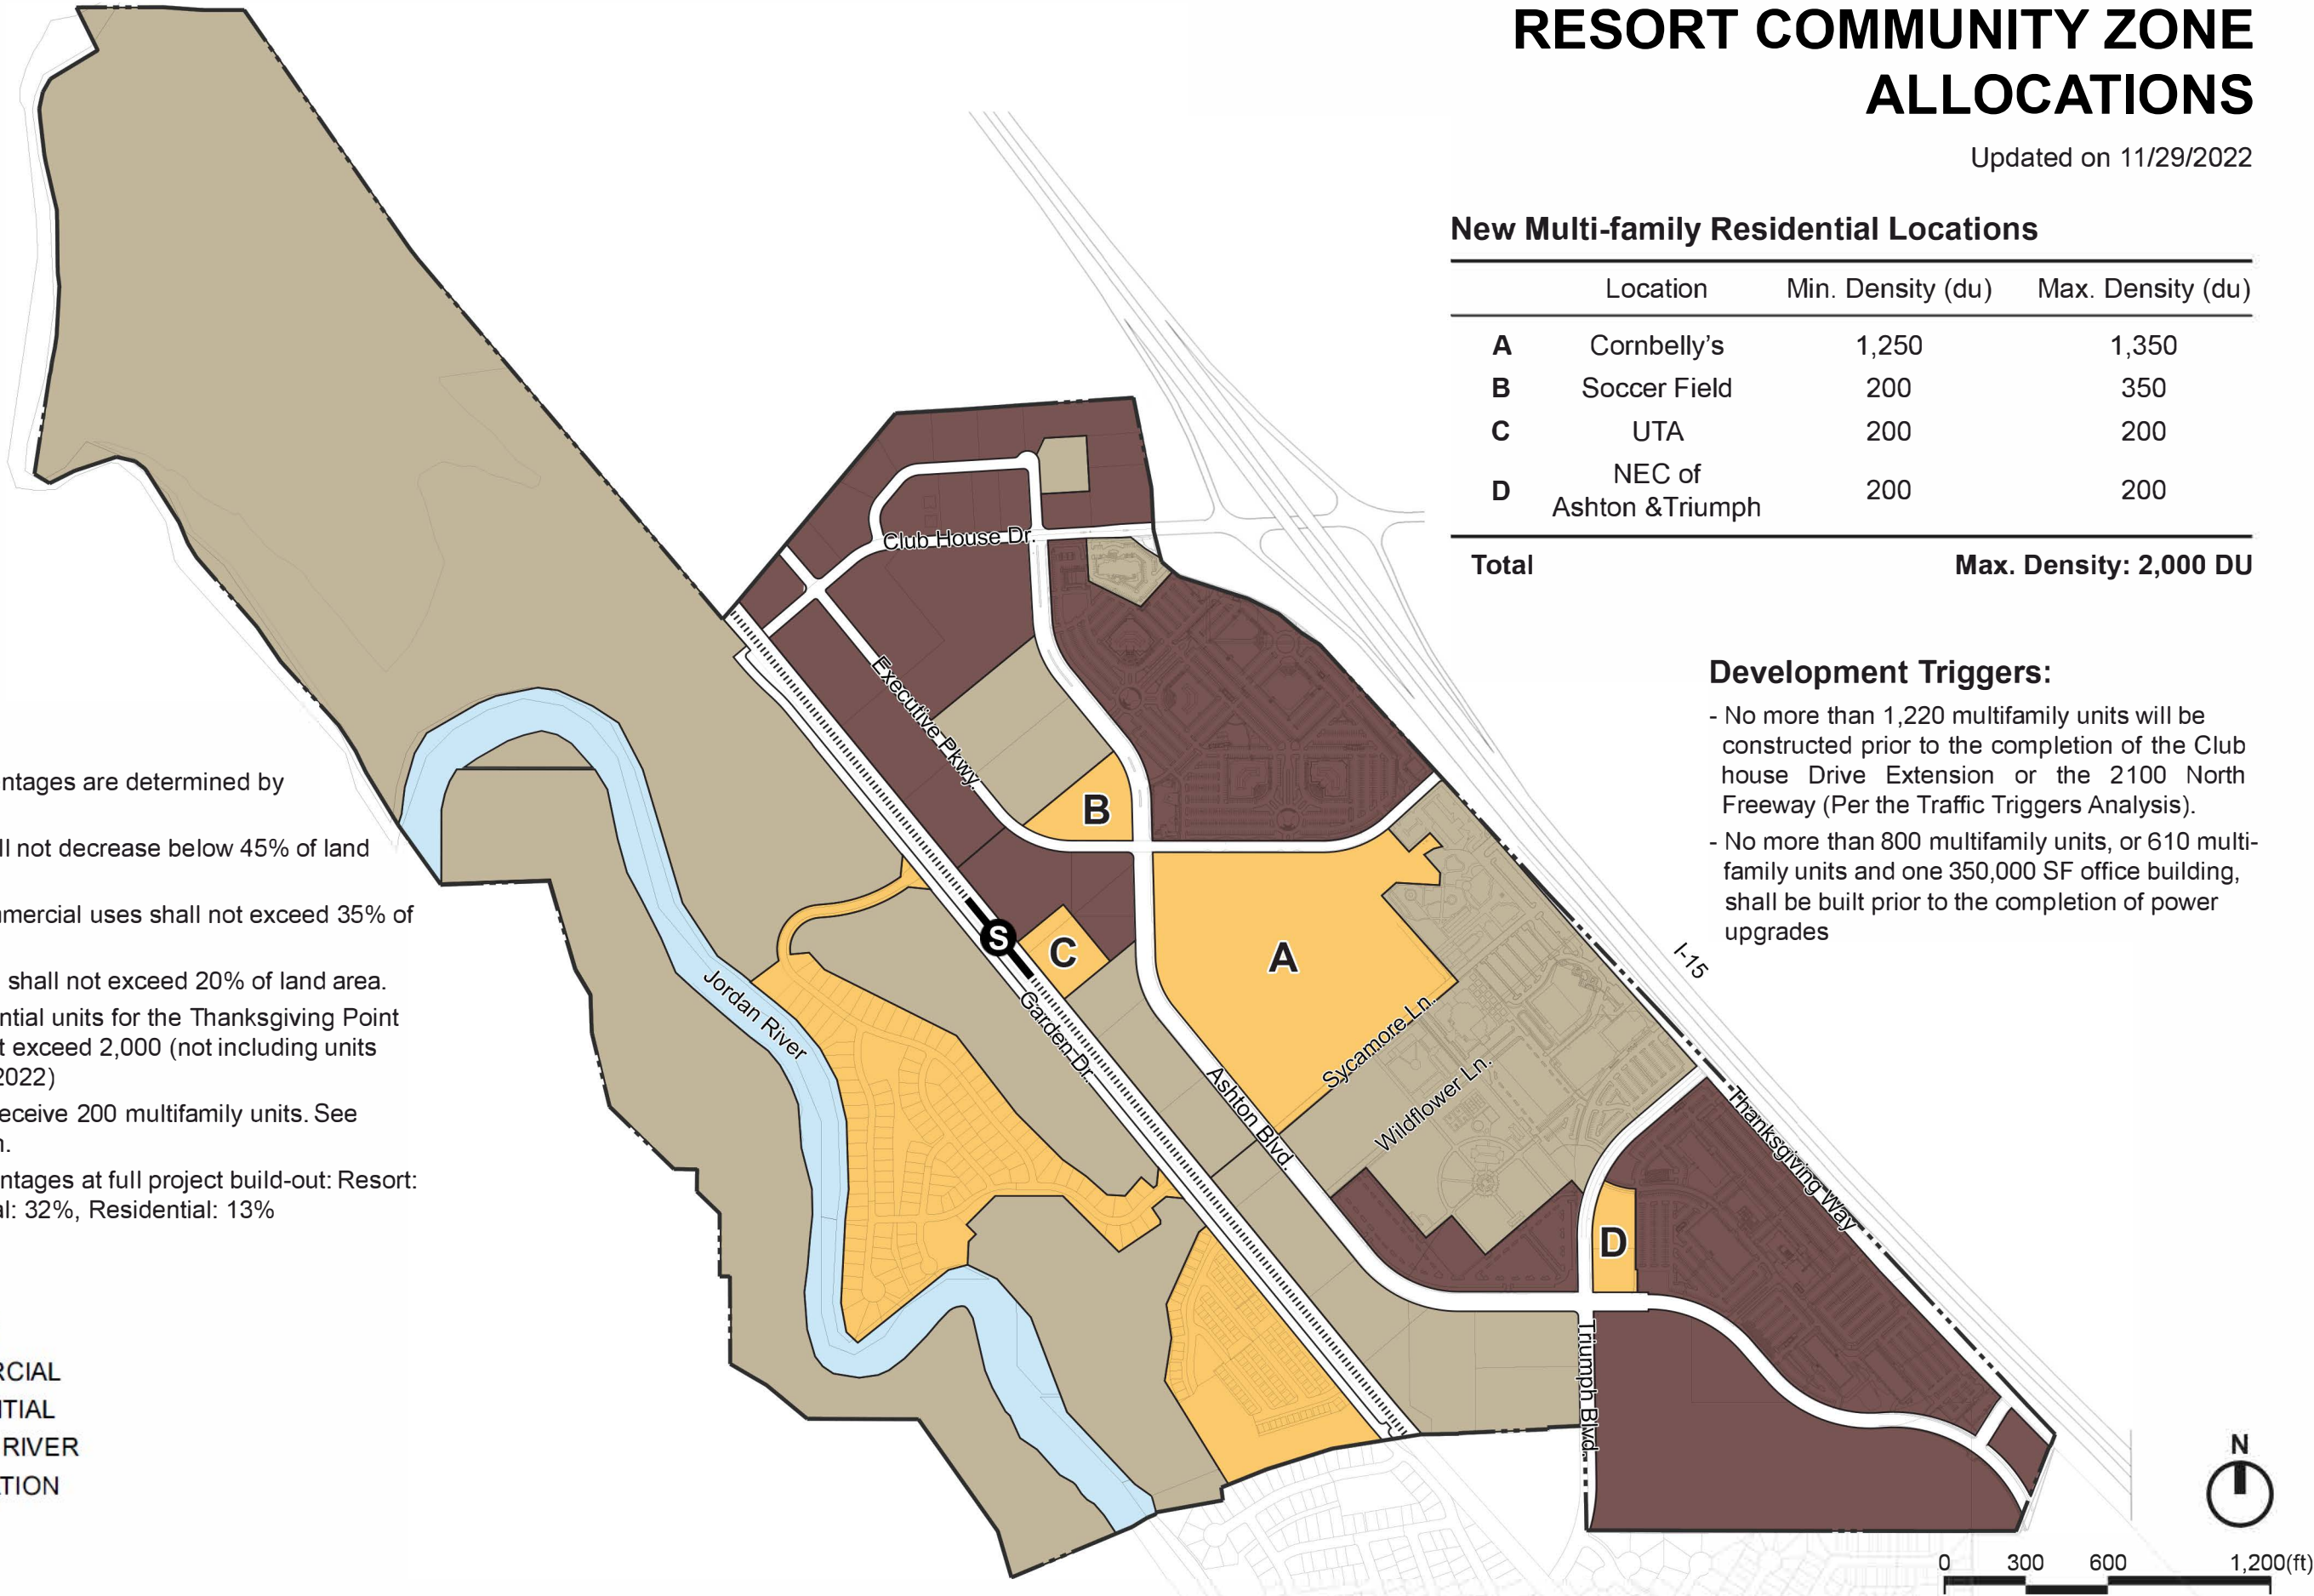 RESORT COMMUNITY ZONE
ALLOCATIONS
Updated on 11/29/2022
New Multi-family Residential Locations
Location Min. Density (du) Max. Density (du)
A Cornbelly's 1,250 1,350
B Soccer Field 200 350
C UTA 200 200
D NEC of Ashton &Triumph 200 200
Total Max. Density: 2,000 DU
Development Triggers:
- No more than 1,220 multifamily units will be
constructed prior to the completion of the Club
house Drive Extension or the 2100 North
Freeway (Per the Traffic Triggers Analysis).
- No more than 800 multifamily units, or 610 multi-
family units and one 350,000 SF office building,
shall be built prior to the completion of power
upgrades
Club House Dr.
Executive Pkwy.
B
A
C
S
D
I-15
Jordan River
Garden Dr.
Ashton Blvd.
Sycamore Ln.
Wildflower Ln.
Thanksgiving Way
Triumph Blvd.
ntages are determined by
ll not decrease below 45% of land
mmercial uses shall not exceed 35% of
shall not exceed 20% of land area.
ntial units for the Thanksgiving Point
t exceed 2,000 (not including units
2022)
eceive 200 multifamily units. See
n.
ntages at full project build-out: Resort:
al: 32%, Residential: 13%
RCIAL
NTIAL
RIVER
TION
N
0 300 600 1,200(ft)